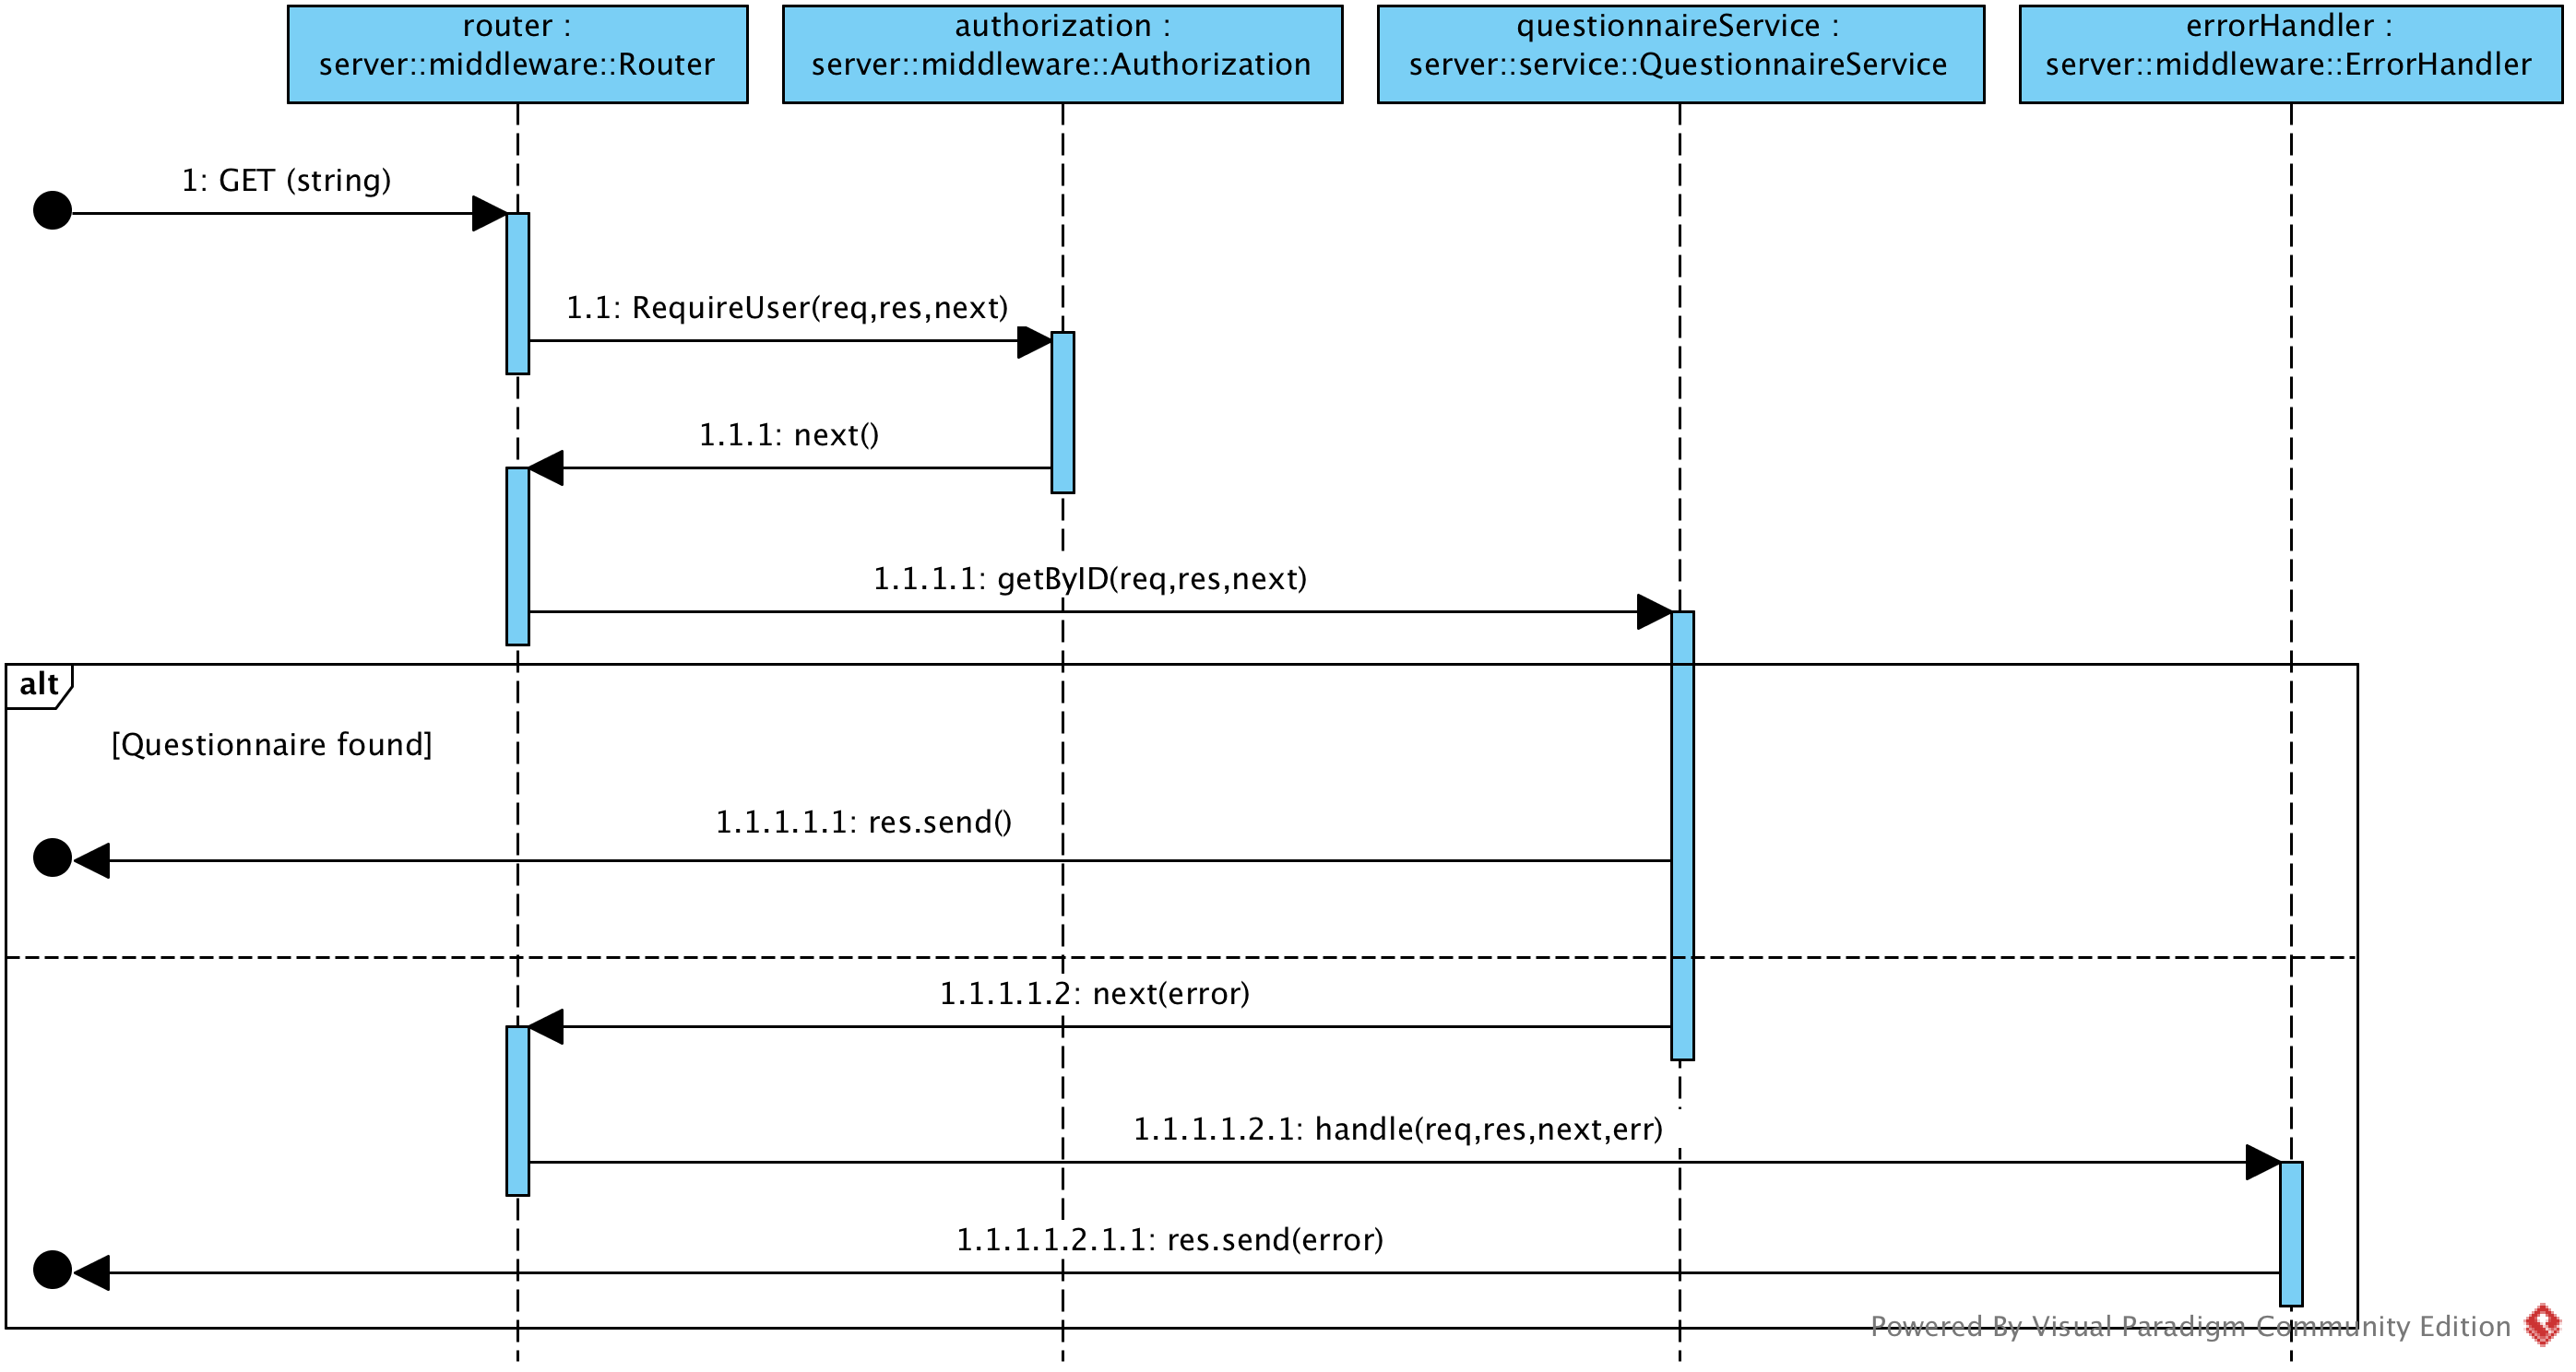 router :
server::middleware::Router
authorization :
server::middleware::Authorization
questionnaireService :
server::service::QuestionnaireService
errorHandler :
server::middleware::ErrorHandler
1: GET (string)
1.1: RequireUser(req,res,next)
1.1.1: next()
1.1.1.1: getByID(req,res,next)
alt
[Questionnaire found]
1.1.1.1.1: res.send()
1.1.1.1.2: next(error)
1.1.1.1.2.1: handle(req,res,next,err)
1.1.1.1.2.1.1: res.send(error)
Powered By Visual Paradigm Community Edition